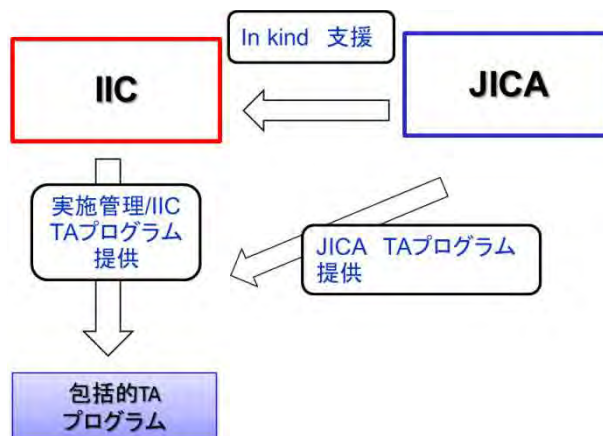 In kind 支援
IIC
JICA
実施管理/IIC
TAプログラム
提供
JICA TAプログラム
提供
包括的TA
プログラム